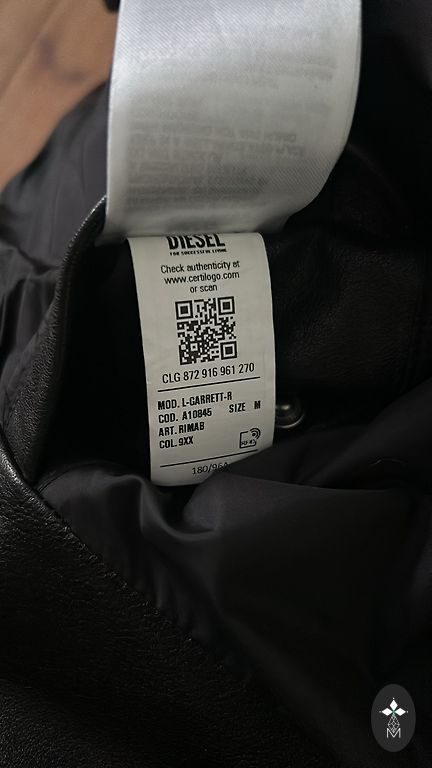 DIESEL
FOR SUCCESSFUL LIVING
Check authenticity at
www.certilogo.com
or scan
CLG 872 916 961 270
MOD. L-GARRETT-R
COD. A10845 SIZE M
ART. RIMAB
COL. 9XX
RFID
180/96A
M